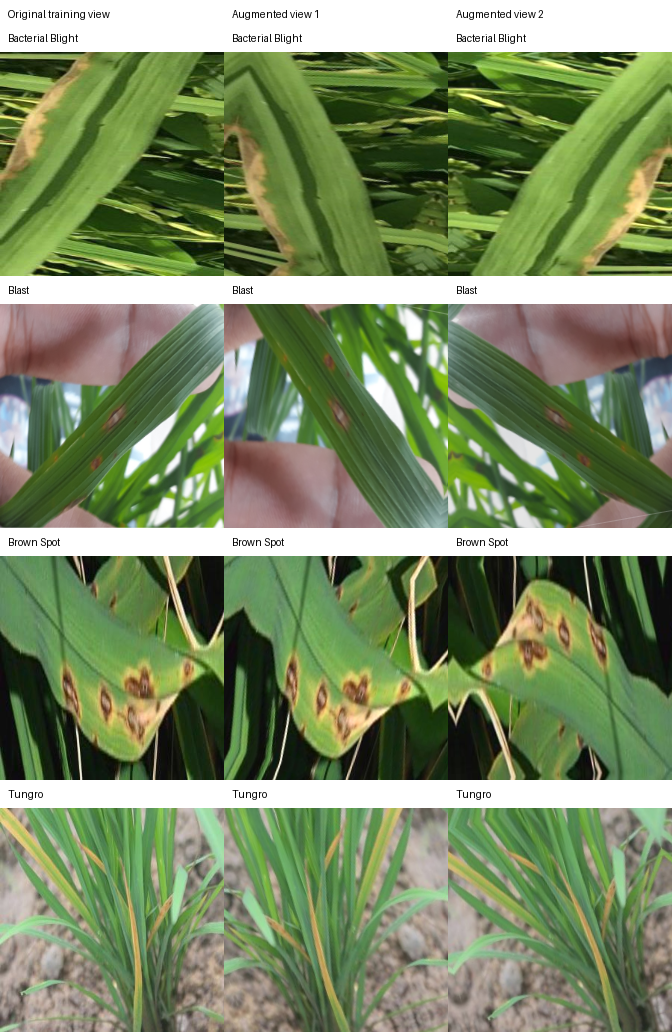 Original training view Augmented view 1 Augmented view 2
Bacterial Blight Bacterial Blight Bacterial Blight
Blast Blast Blast
Brown Spot Brown Spot Brown Spot
Tungro Tungro Tungro